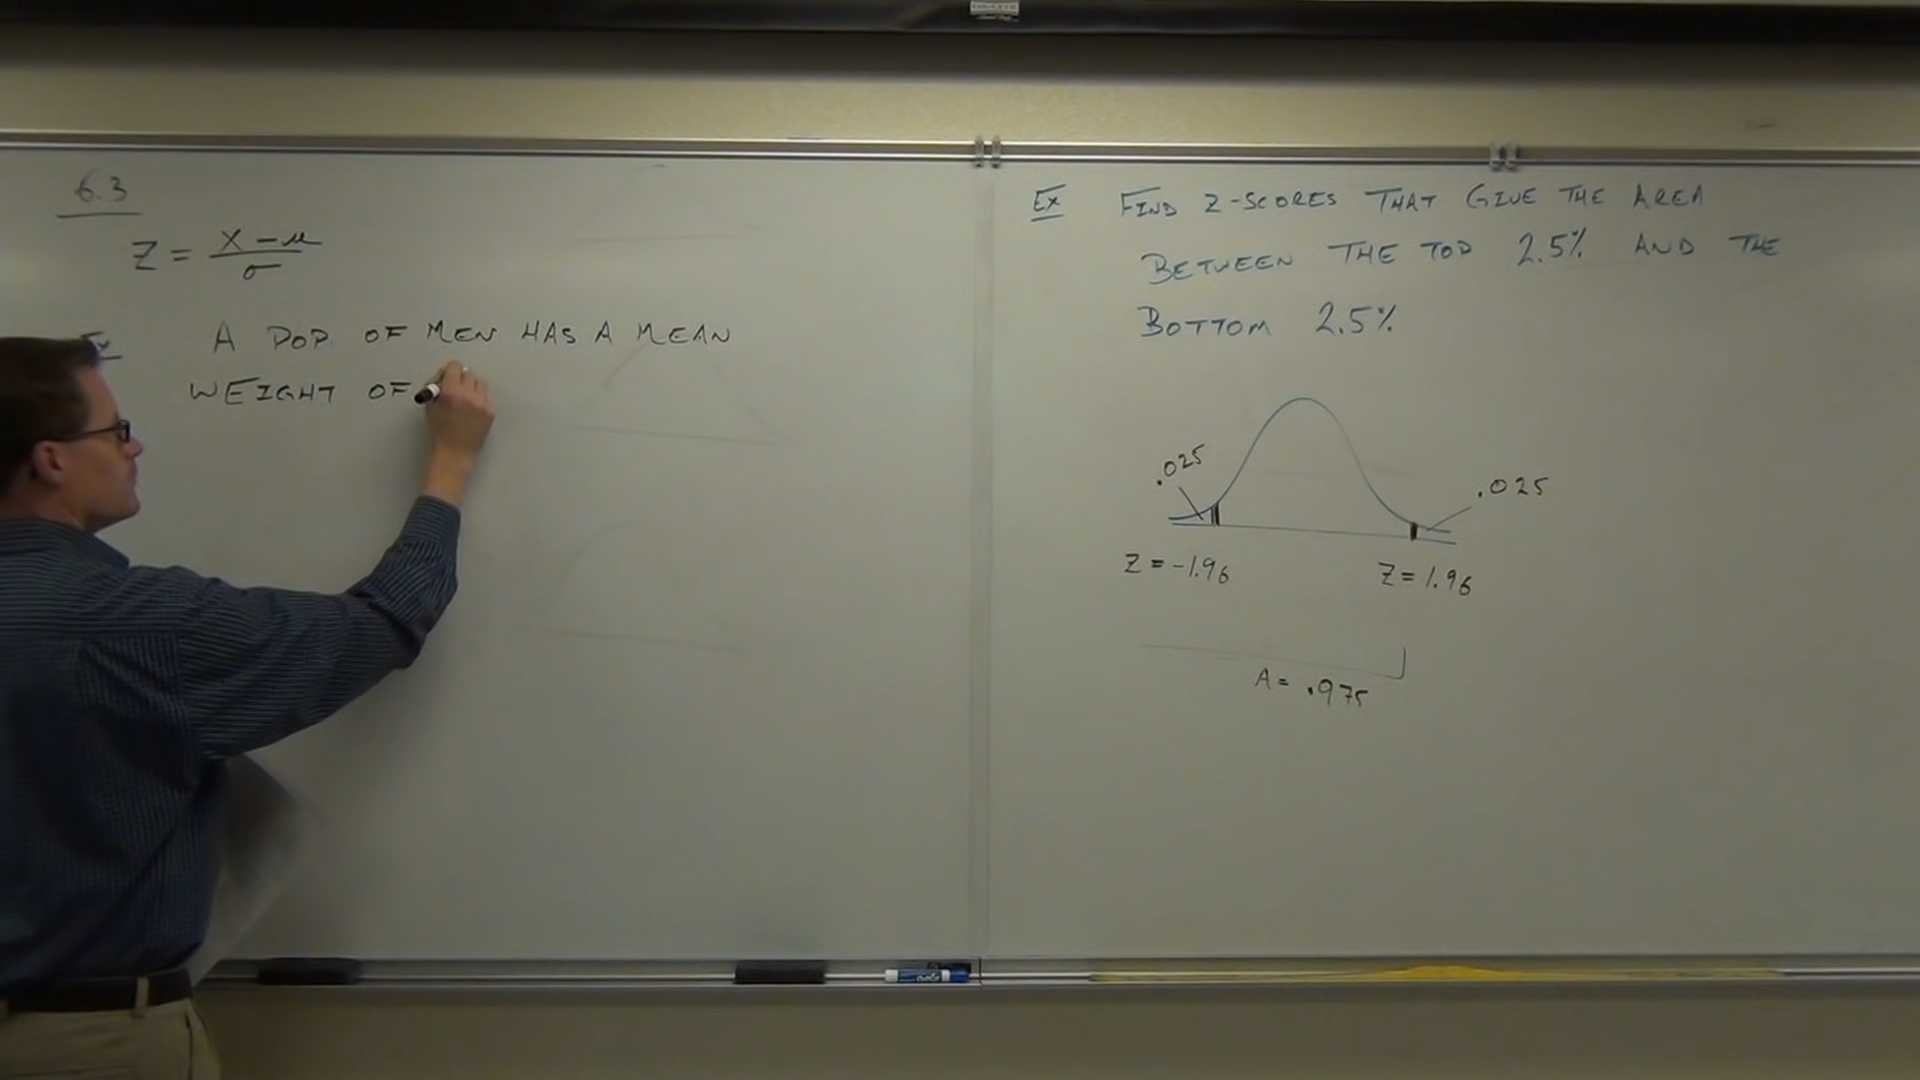 6.3
Z = X - μ
σ
Ex A POP OF MEN HAS A MEAN
WEIGHT OF
Ex FIND Z-SCORES THAT GIVE THE AREA
BETWEEN THE TOP 2.5% AND THE
BOTTOM 2.5%
.025
.025
Z = -1.96
Z = 1.96
A = .975
EXPO